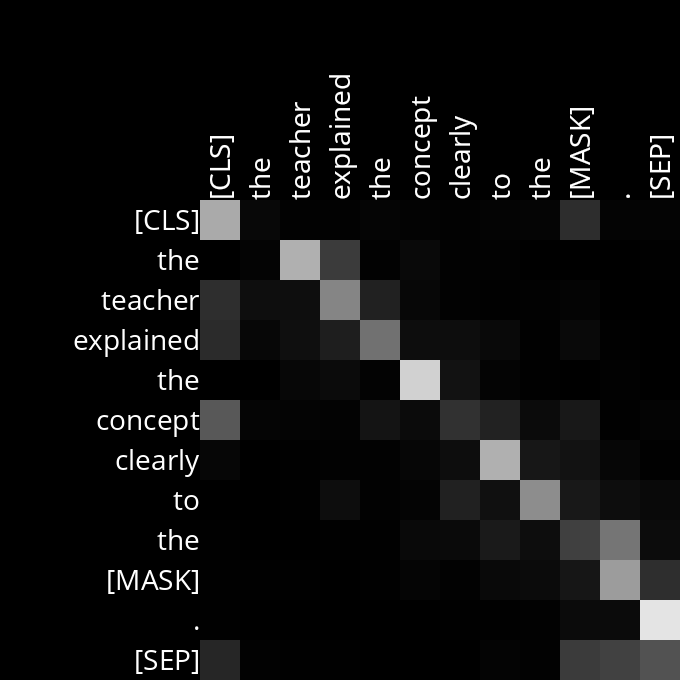 [CLS]
the
teacher
explained
the
concept
clearly
to
the
[MASK]
.
[SEP]
[CLS]
the
teacher
explained
the
concept
clearly
to
the
[MASK]
.
[SEP]